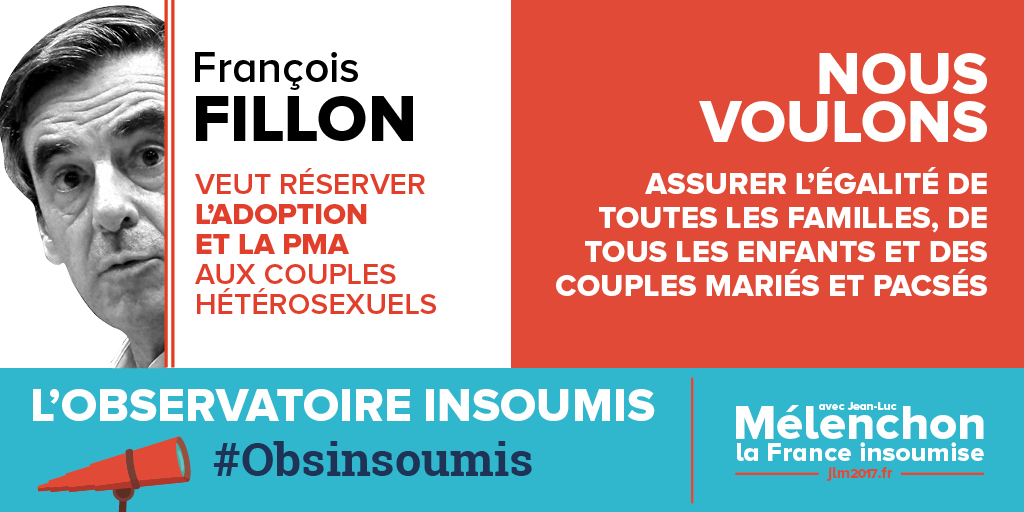 François
FILLON
VEUT RÉSERVER
L’ADOPTION
ET LA PMA
AUX COUPLES
HÉTÉROSEXUELS
NOUS
VOULONS
ASSURER L’ÉGALITÉ DE
TOUTES LES FAMILLES, DE
TOUS LES ENFANTS ET DES
COUPLES MARIÉS ET PACSÉS
L’OBSERVATOIRE INSOUMIS
#Obsinsoumis
avec Jean-Luc
Mélenchon
la France insoumise
jlm2017.fr